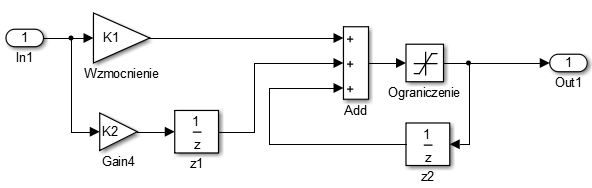 1
In1
K1
Wzmocnienie
K2
Gain4
1
z
z1
+
+
+
Add
Ograniczenie
1
z
z2
1
Out1